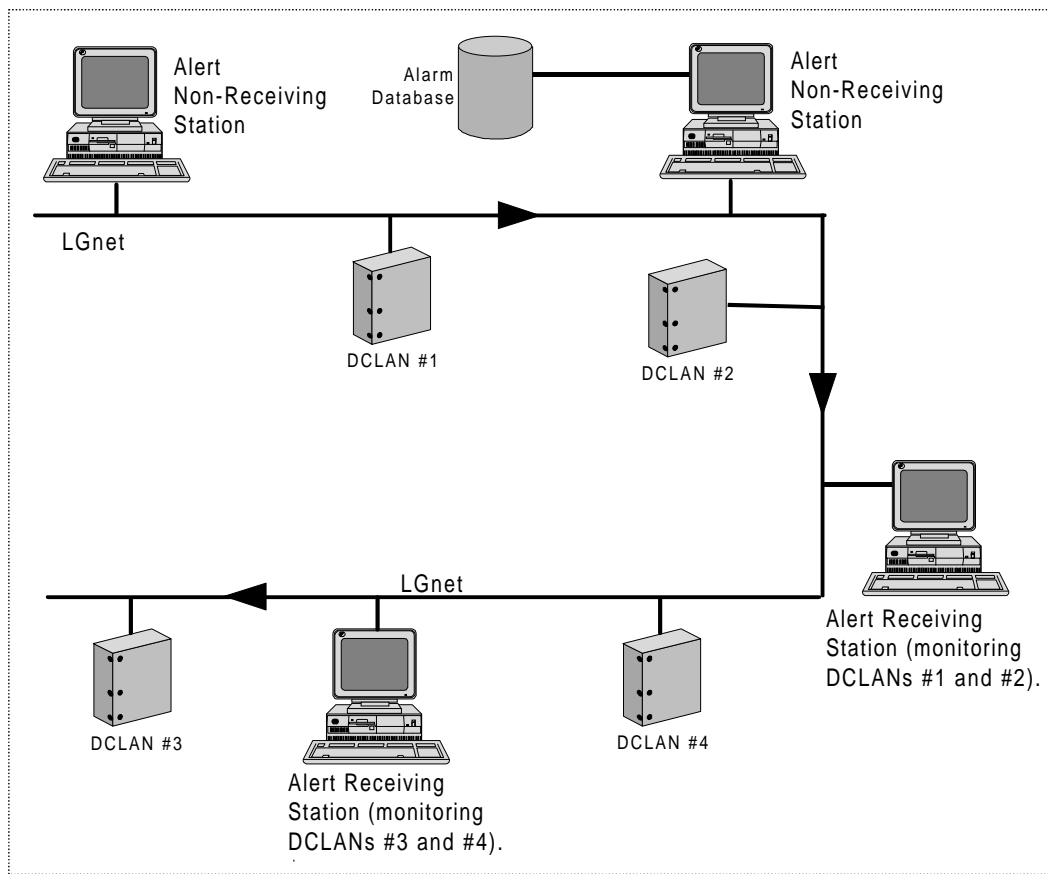 Alert
Non-Receiving
Station
Alarm
Database
Alert
Non-Receiving
Station
LGnet
DCLAN #1
DCLAN #2
LGnet
Alert Receiving
Station (monitoring
DCLANs #1 and #2).
DCLAN #3
DCLAN #4
Alert Receiving
Station (monitoring
DCLANs #3 and #4).